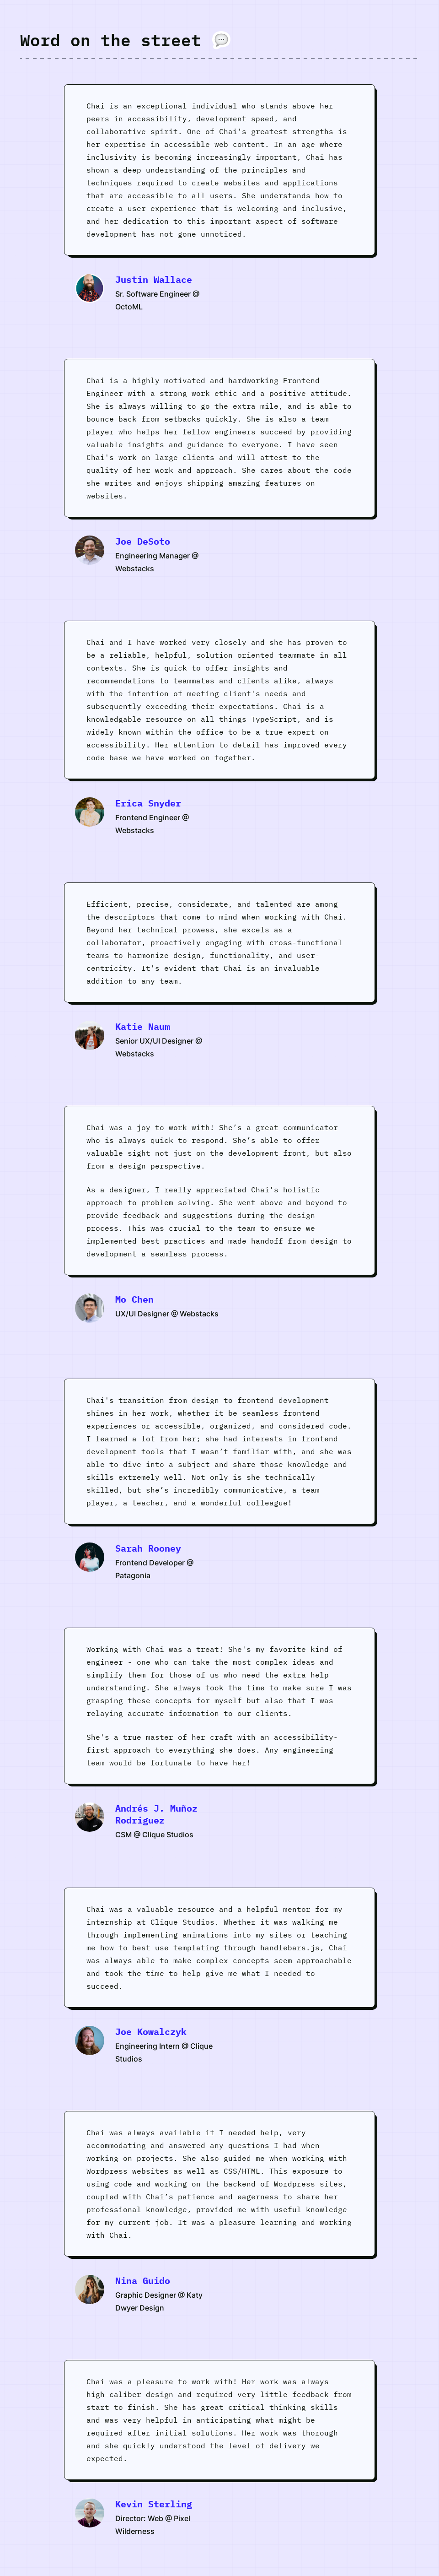 Word on the street 💬
Chai is an exceptional individual who stands above her
peers in accessibility, development speed, and
collaborative spirit. One of Chai's greatest strengths is
her expertise in accessible web content. In an age where
inclusivity is becoming increasingly important, Chai has
shown a deep understanding of the principles and
techniques required to create websites and applications
that are accessible to all users. She understands how to
create a user experience that is welcoming and inclusive,
and her dedication to this important aspect of software
development has not gone unnoticed.
Justin Wallace
Sr. Software Engineer @
OctoML
Chai is a highly motivated and hardworking Frontend
Engineer with a strong work ethic and a positive attitude.
She is always willing to go the extra mile, and is able to
bounce back from setbacks quickly. She is also a team
player who helps her fellow engineers succeed by providing
valuable insights and guidance to everyone. I have seen
Chai's work on large clients and will attest to the
quality of her work and approach. She cares about the code
she writes and enjoys shipping amazing features on
websites.
Joe DeSoto
Engineering Manager @
Webstacks
Chai and I have worked very closely and she has proven to
be a reliable, helpful, solution oriented teammate in all
contexts. She is quick to offer insights and
recommendations to teammates and clients alike, always
with the intention of meeting client's needs and
subsequently exceeding their expectations. Chai is a
knowledgable resource on all things TypeScript, and is
widely known within the office to be a true expert on
accessibility. Her attention to detail has improved every
code base we have worked on together.
Erica Snyder
Frontend Engineer @
Webstacks
Efficient, precise, considerate, and talented are among
the descriptors that come to mind when working with Chai.
Beyond her technical prowess, she excels as a
collaborator, proactively engaging with cross-functional
teams to harmonize design, functionality, and user-
centricity. It's evident that Chai is an invaluable
addition to any team.
Katie Naum
Senior UX/UI Designer @
Webstacks
Chai was a joy to work with! She’s a great communicator
who is always quick to respond. She’s able to offer
valuable sight not just on the development front, but also
from a design perspective.
As a designer, I really appreciated Chai’s holistic
approach to problem solving. She went above and beyond to
provide feedback and suggestions during the design
process. This was crucial to the team to ensure we
implemented best practices and made handoff from design to
development a seamless process.
Mo Chen
UX/UI Designer @ Webstacks
Chai's transition from design to frontend development
shines in her work, whether it be seamless frontend
experiences or accessible, organized, and considered code.
I learned a lot from her; she had interests in frontend
development tools that I wasn’t familiar with, and she was
able to dive into a subject and share those knowledge and
skills extremely well. Not only is she technically
skilled, but she’s incredibly communicative, a team
player, a teacher, and a wonderful colleague!
Sarah Rooney
Frontend Developer @
Patagonia
Working with Chai was a treat! She's my favorite kind of
engineer - one who can take the most complex ideas and
simplify them for those of us who need the extra help
understanding. She always took the time to make sure I was
grasping these concepts for myself but also that I was
relaying accurate information to our clients.
She's a true master of her craft with an accessibility-
first approach to everything she does. Any engineering
team would be fortunate to have her!
Andrés J. Muñoz
Rodriguez
CSM @ Clique Studios
Chai was a valuable resource and a helpful mentor for my
internship at Clique Studios. Whether it was walking me
through implementing animations into my sites or teaching
me how to best use templating through handlebars.js, Chai
was always able to make complex concepts seem approachable
and took the time to help give me what I needed to
succeed.
Joe Kowalczyk
Engineering Intern @ Clique
Studios
Chai was always available if I needed help, very
accommodating and answered any questions I had when
working on projects. She also guided me when working with
Wordpress websites as well as CSS/HTML. This exposure to
using code and working on the backend of Wordpress sites,
coupled with Chai’s patience and eagerness to share her
professional knowledge, provided me with useful knowledge
for my current job. It was a pleasure learning and working
with Chai.
Nina Guido
Graphic Designer @ Katy
Dwyer Design
Chai was a pleasure to work with! Her work was always
high-caliber design and required very little feedback from
start to finish. She has great critical thinking skills
and was very helpful in anticipating what might be
required after initial solutions. Her work was thorough
and she quickly understood the level of delivery we
expected.
Kevin Sterling
Director: Web @ Pixel
Wilderness